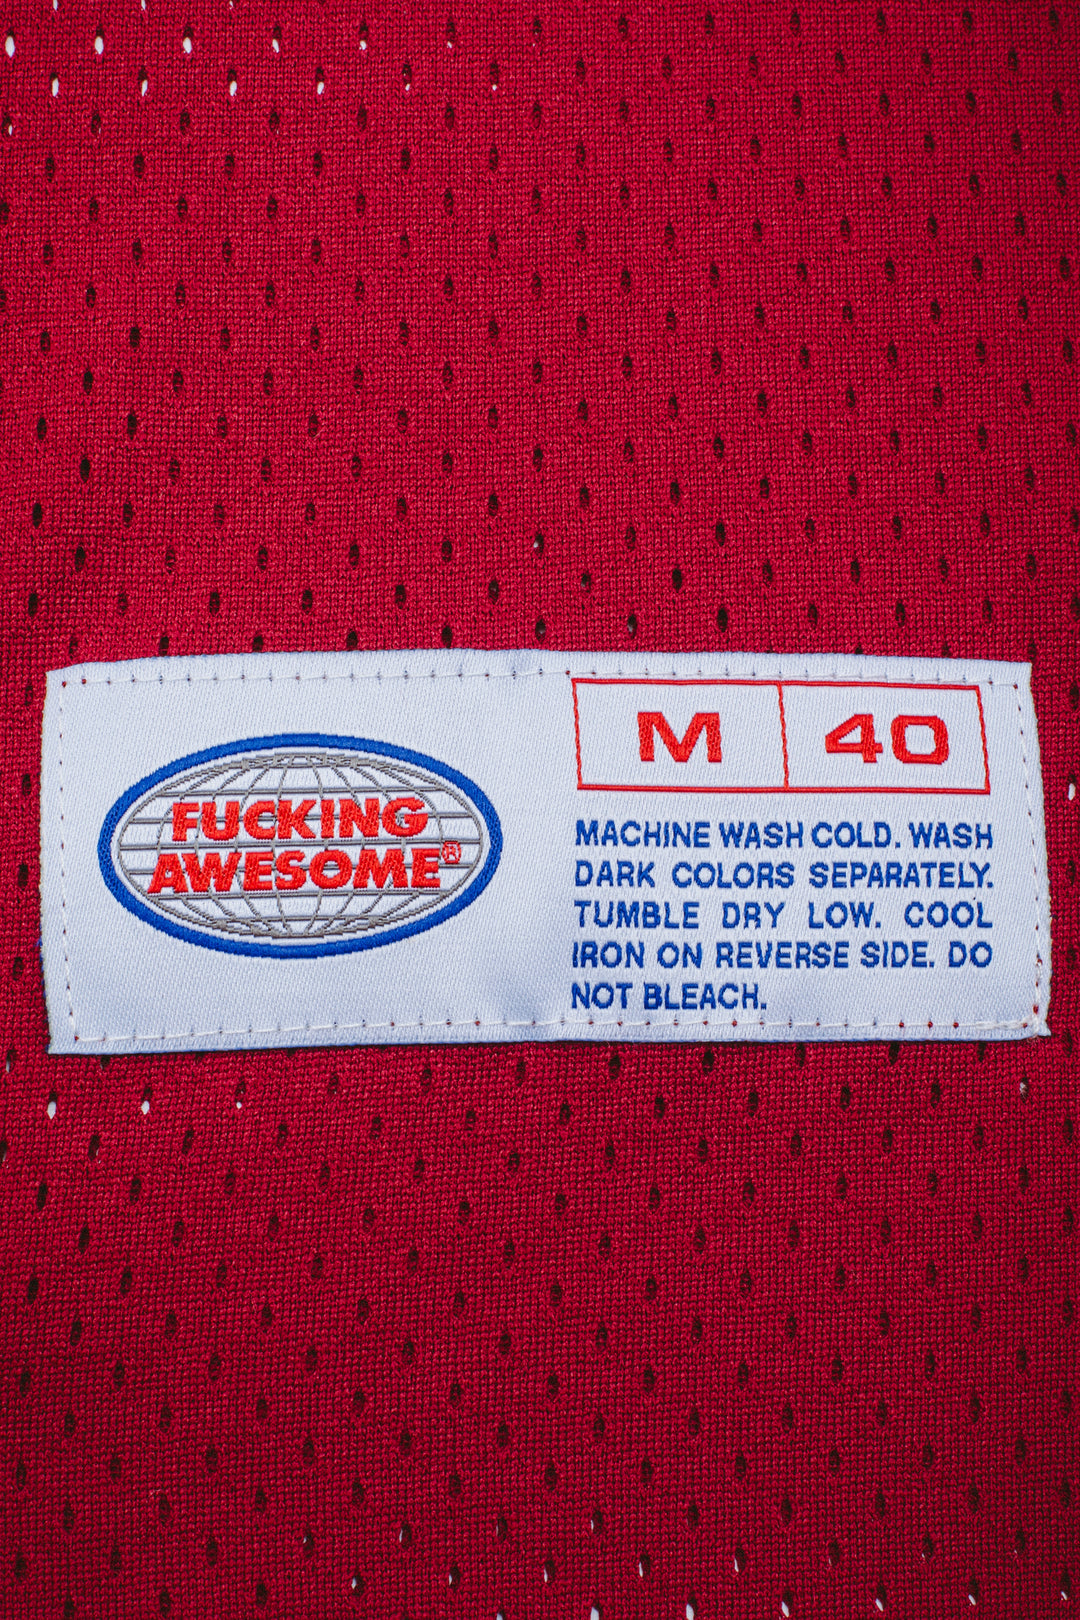 FUCKING
AWESOME®
M 40
MACHINE WASH COLD. WASH
DARK COLORS SEPARATELY.
TUMBLE DRY LOW. COOL
IRON ON REVERSE SIDE. DO
NOT BLEACH.